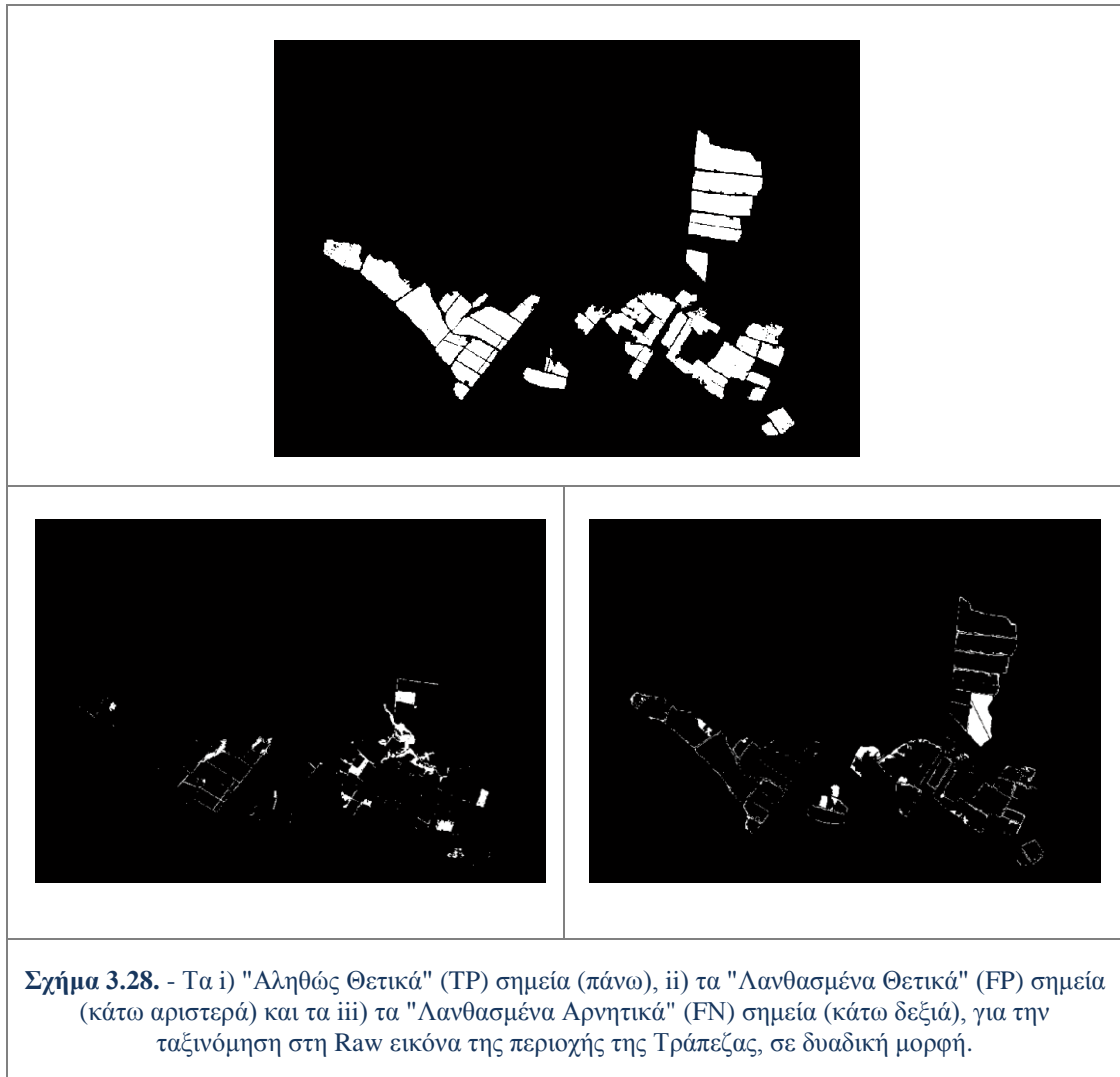 Σχήμα 3.28. - Τα i) "Αληθώς Θετικά" (TP) σημεία (πάνω), ii) τα "Λανθασμένα Θετικά" (FP) σημεία
(κάτω αριστερά) και τα iii) τα "Λανθασμένα Αρνητικά" (FN) σημεία (κάτω δεξιά), για την
ταξινόμηση στη Raw εικόνα της περιοχής της Τράπεζας, σε δυαδική μορφή.